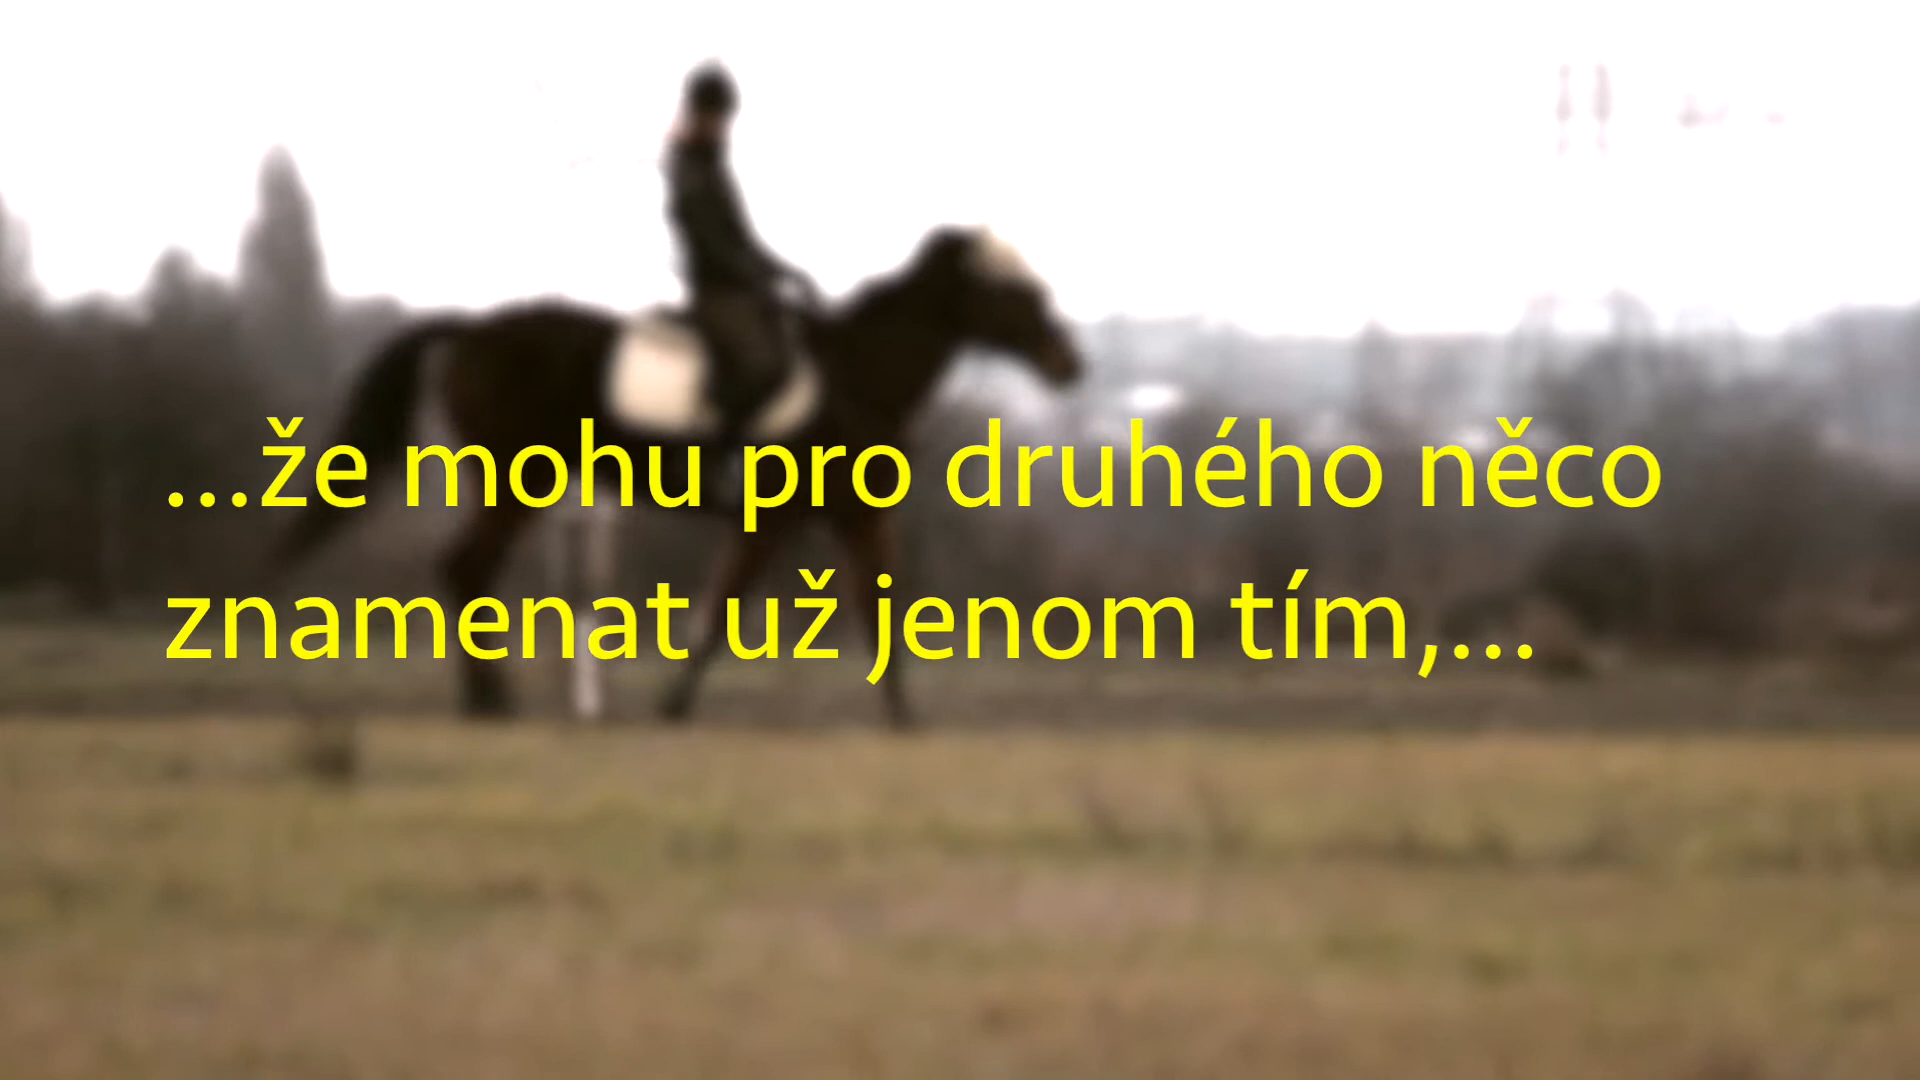 ...že mohu pro druhého něco
znamenat už jenom tím,...